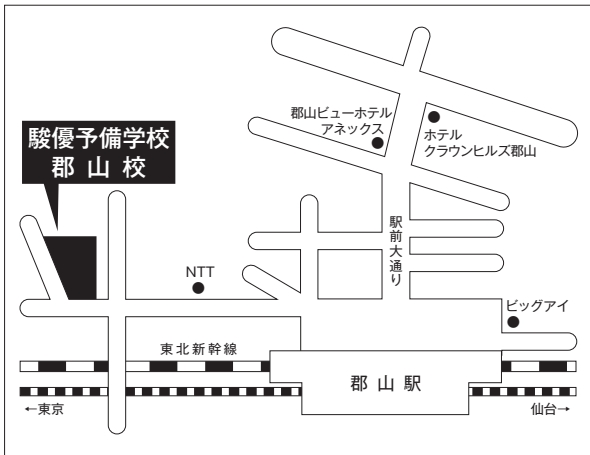 郡山ビューホテル
アネックス
ホテル
クラウンヒルズ郡山
駿優予備学校
郡山校
駅前大通り
NTT
ビッグアイ
東北新幹線
郡山駅
←東京
仙台→